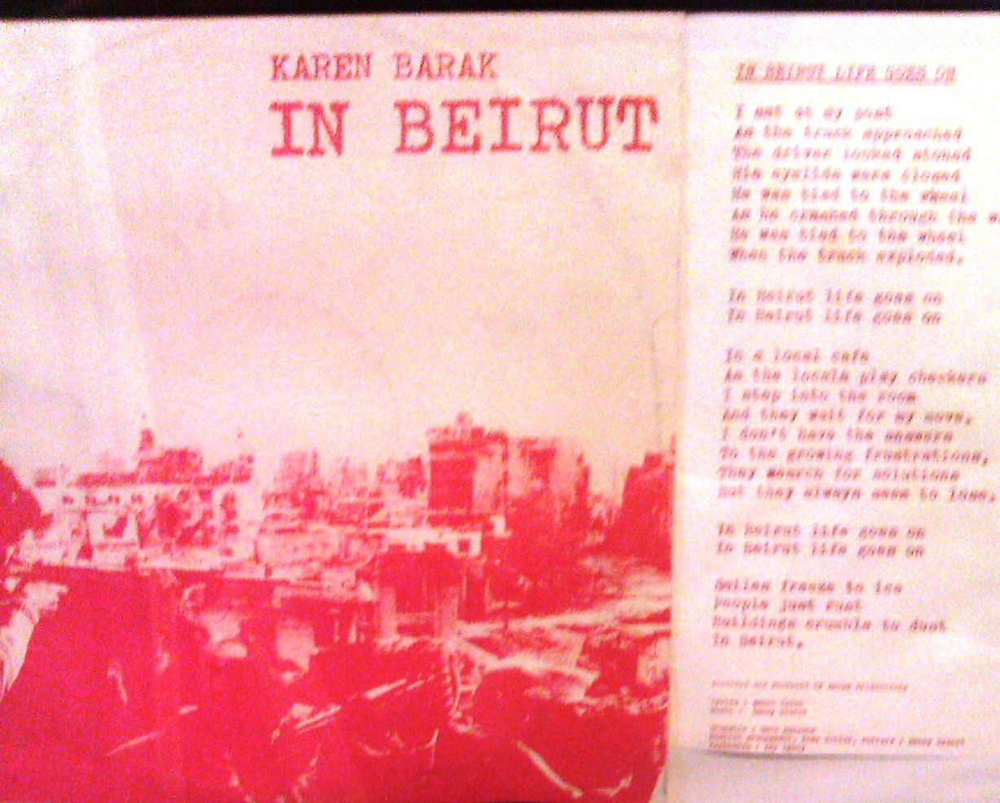 KAREN BARAK
IN BEIRUT
IN BEIRUT LIFE GOES ON
I sat at my post
As the truck approached
The driver looked stoned
His eyelids were closed
He was tied to the wheel
As he crashed through the
He was tied to the wheel
When the truck exploded.
In Beirut life goes on
In Beirut life goes on
In a local cafe
As the locals play checkers
I step into the room
And they wait for my move.
I don't have the answers
To the growing frustrations,
They search for solutions
But they always seem to lose.
In Beirut life goes on
In Beirut life goes on
Smiles freeze to ice
People just rust
Buildings crumble to dust
In Beirut.